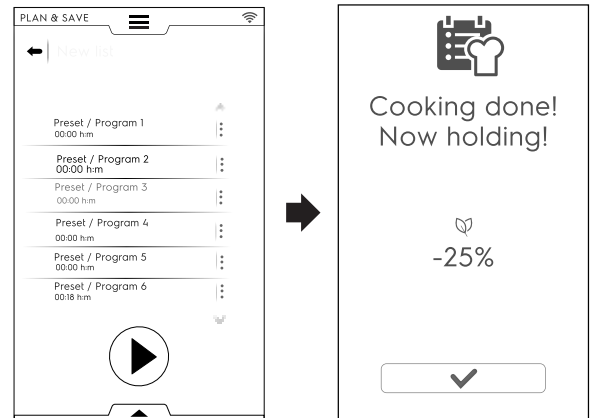 PLAN & SAVE
New list
Preset / Program 1
00:00 h:m
Preset / Program 2
00:00 h:m
Preset / Program 3
00:00 h:m
Preset / Program 4
00:00 h:m
Preset / Program 5
00:00 h:m
Preset / Program 6
00:18 h:m
Cooking done!
Now holding!
-25%